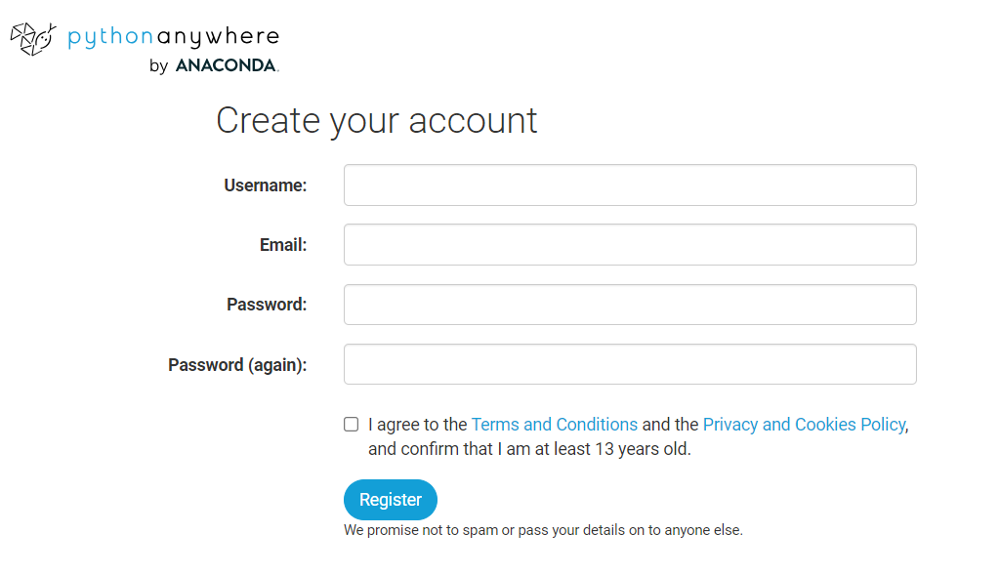 pythonanywhere
by ANACONDA.
Create your account
Username:
Email:
Password:
Password (again):
I agree to the Terms and Conditions and the Privacy and Cookies Policy,
and confirm that I am at least 13 years old.
Register
We promise not to spam or pass your details on to anyone else.